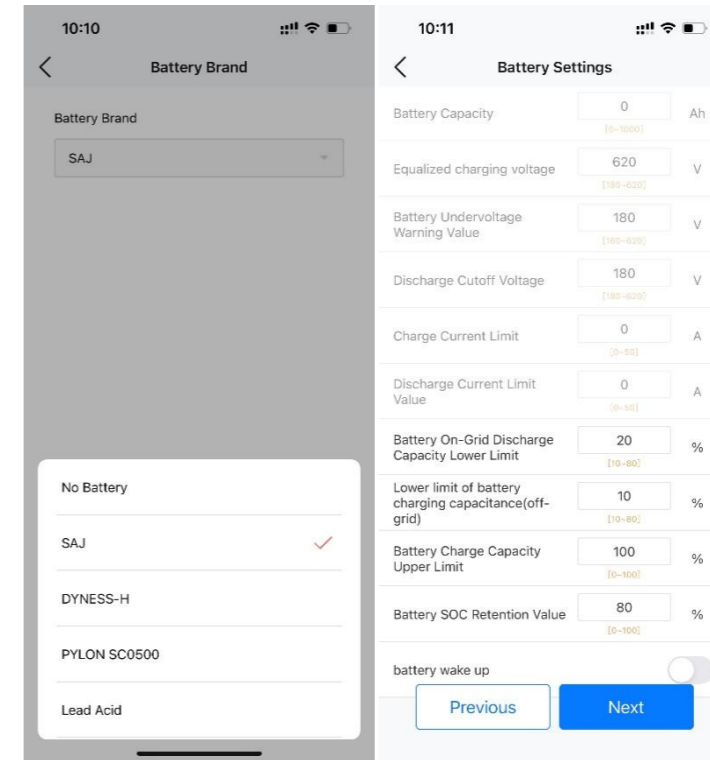 10:10
Battery Brand
Battery Brand
SAJ
No Battery
SAJ
DYNESS-H
PYLON SC0500
Lead Acid
10:11
Battery Settings
Battery Capacity
0
Ah
[0~1000]
Equalized charging voltage
620
V
[180~620]
Battery Undervoltage
Warning Value
180
V
[180~620]
Discharge Cutoff Voltage
180
V
[180~620]
Charge Current Limit
0
A
[0~50]
Discharge Current Limit
Value
0
A
[0~50]
Battery On-Grid Discharge
Capacity Lower Limit
20
%
[10~80]
Lower limit of battery
charging capacitance(off-
grid)
10
%
[10~80]
Battery Charge Capacity
Upper Limit
100
%
[0~100]
Battery SOC Retention Value
80
%
[0~100]
battery wake up
Previous
Next